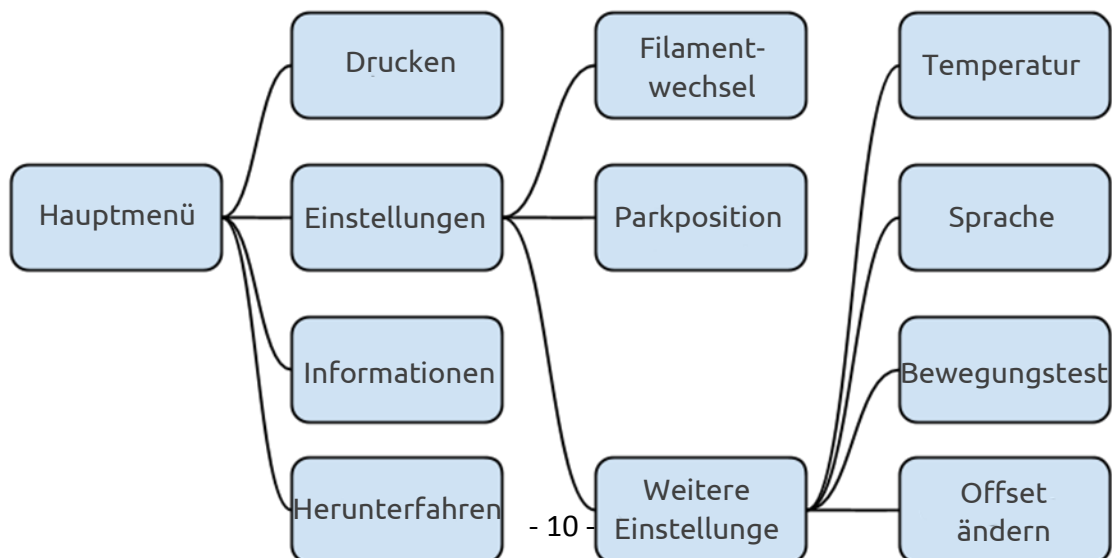 Hauptmenü
Drucken
Einstellungen
Informationen
Herunterfahren
Filament-
wechsel
Parkposition
Weitere
Einstellunge
Temperatur
Sprache
Bewegungstest
Offset
ändern
- 10 -